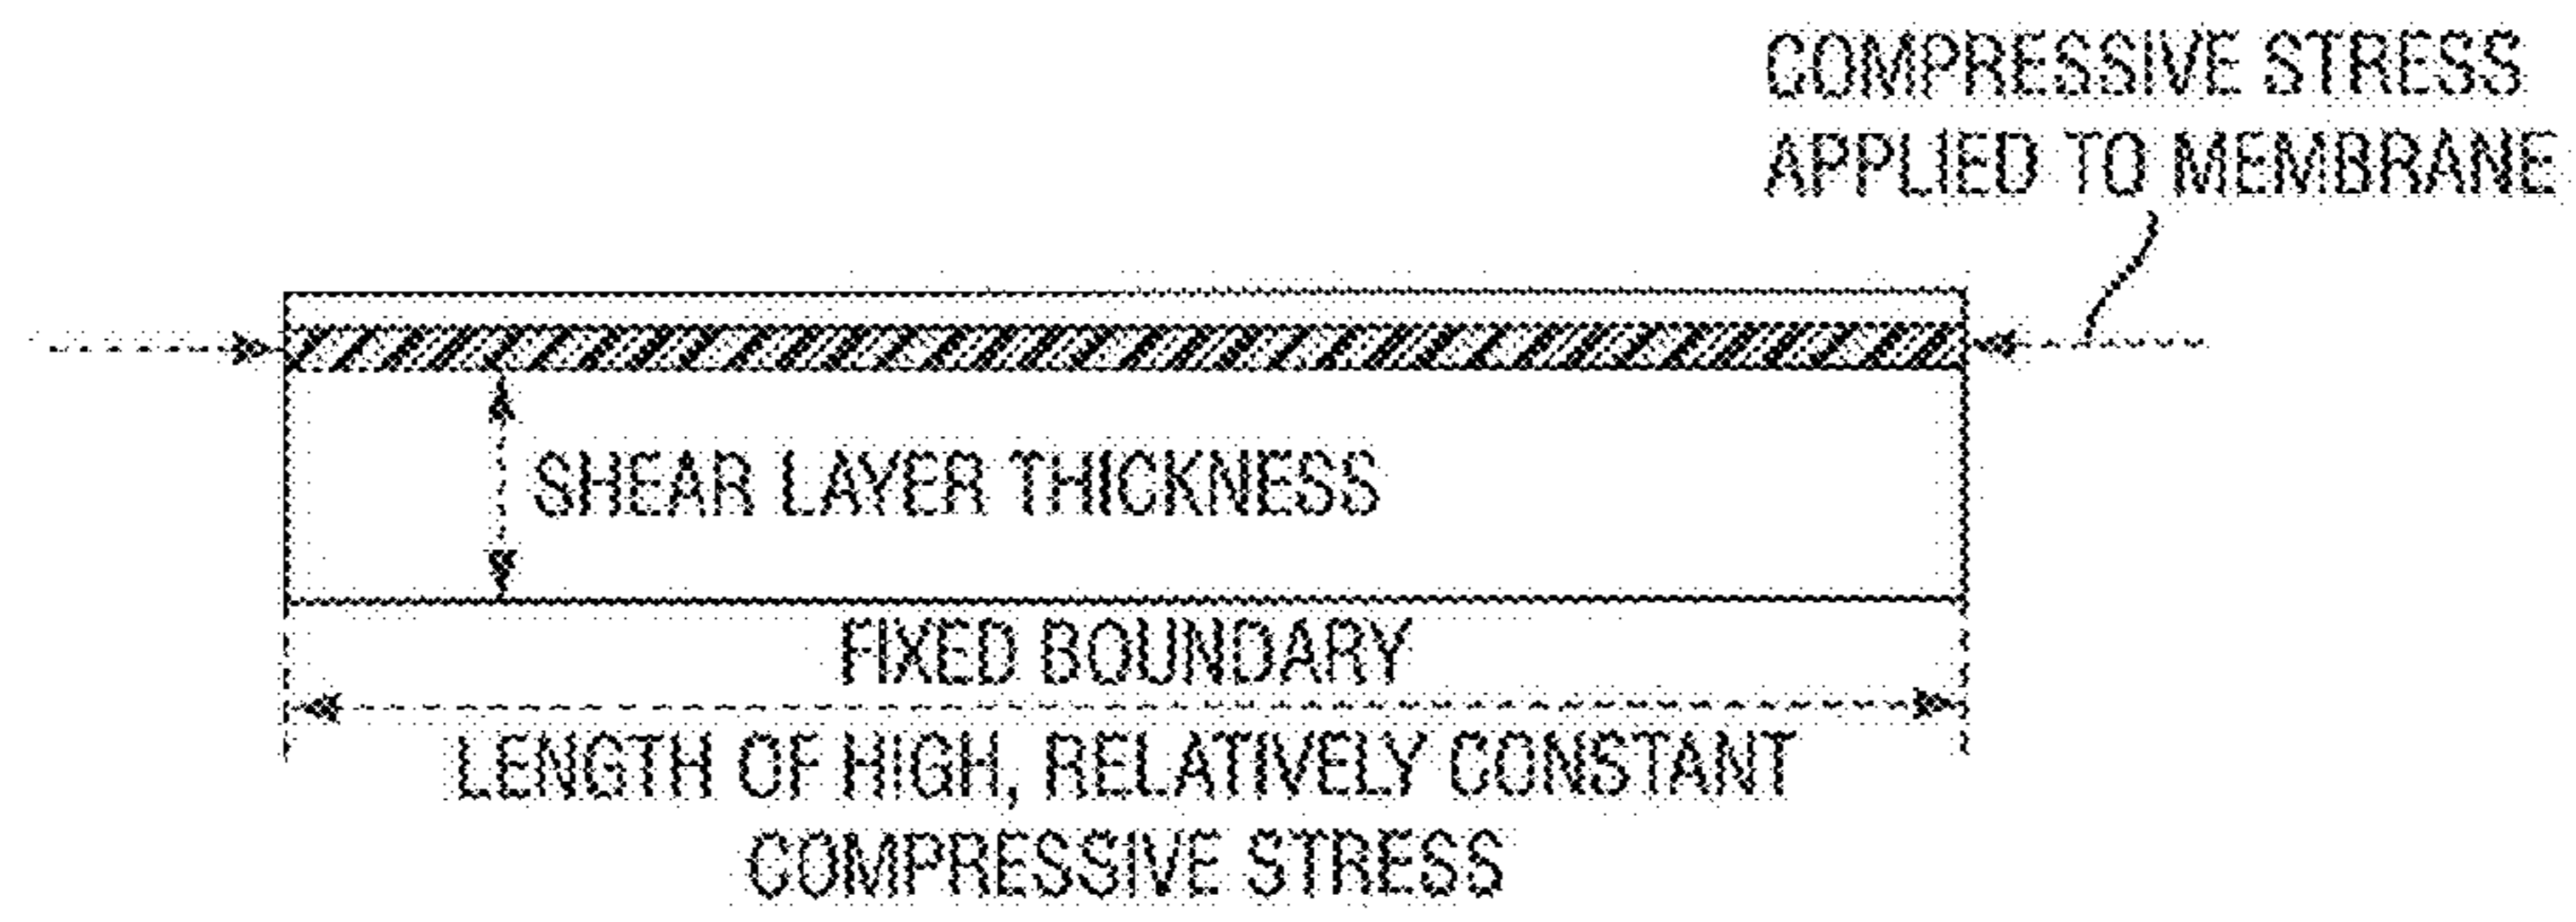 COMPRESSIVE STRESS
APPLIED TO MEMBRANE
SHEAR LAYER THICKNESS
FIXED BOUNDARY
LENGTH OF HIGH, RELATIVELY CONSTANT
COMPRESSIVE STRESS